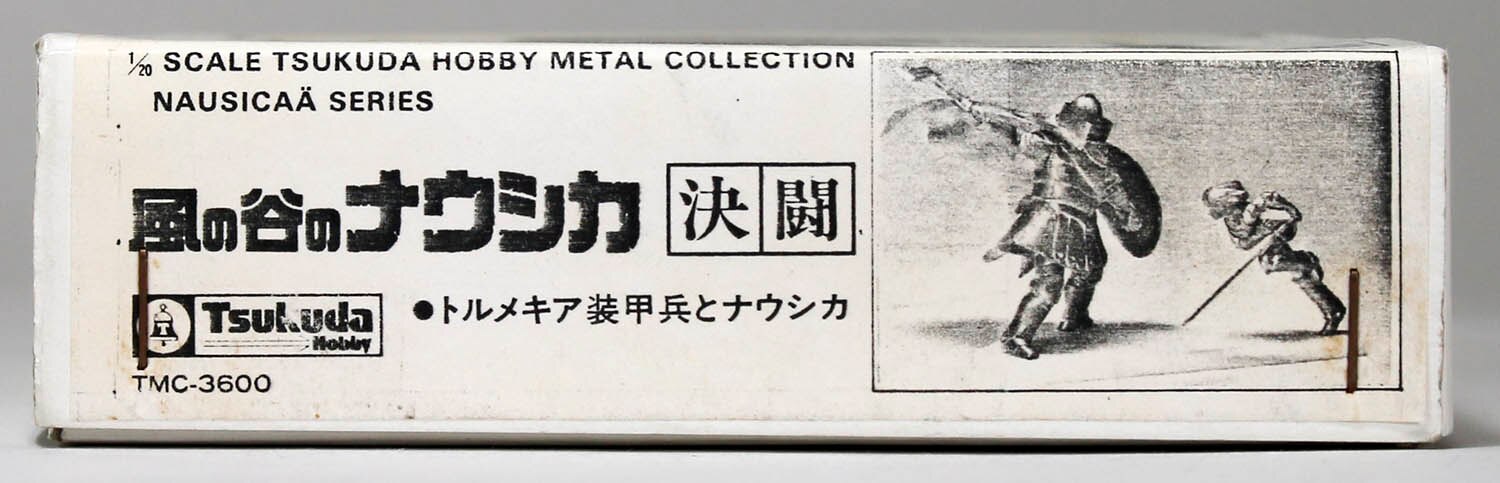 1/20 SCALE TSUKUDA HOBBY METAL COLLECTION
NAUSICAÄ SERIES
風の谷のナウシカ 決闘
Tsukuda
Hobby
●トルメキア装甲兵とナウシカ
TMC-3600